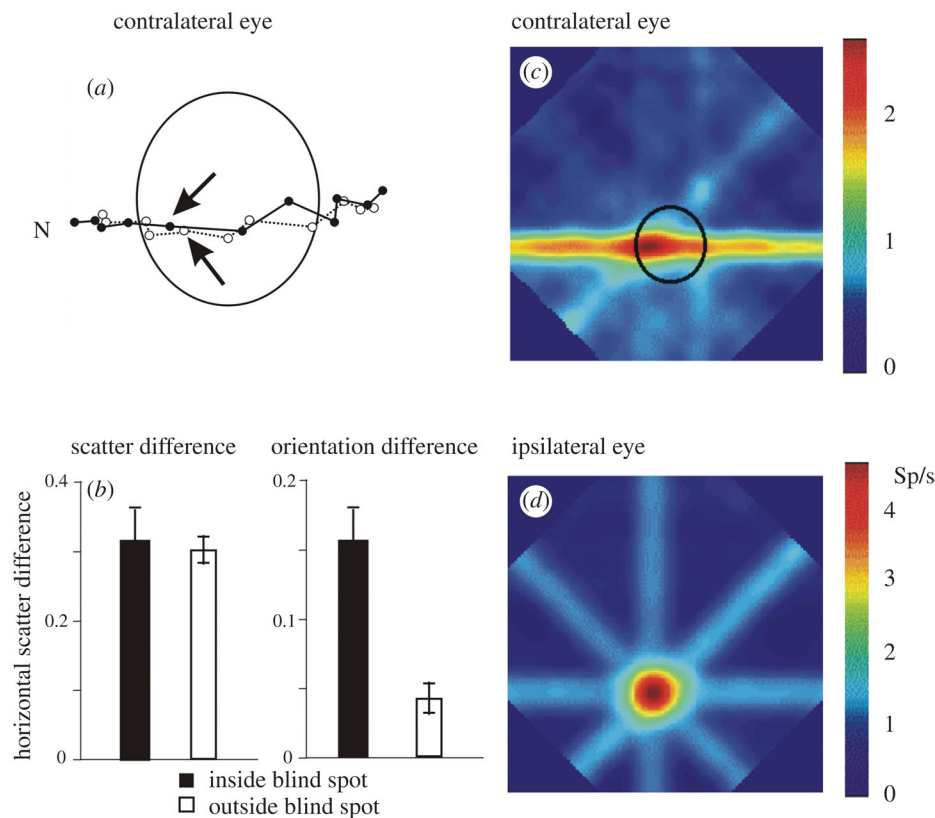 contralateral eye
(a)
N
contralateral eye
(c)
2
1
0
scatter difference
orientation difference
(b)
horizontal scatter difference
0.4
0.2
0
0.2
0.1
0
inside blind spot
outside blind spot
ipsilateral eye
(d)
Sp/s
4
3
2
1
0